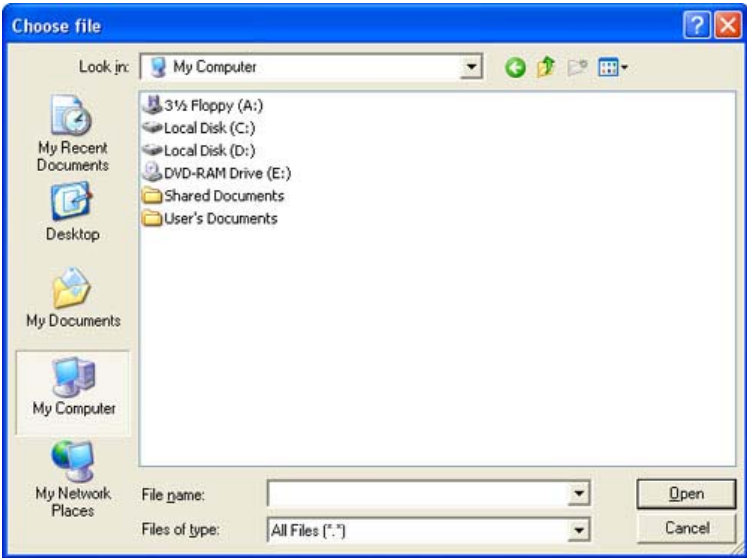 Choose file
Look in:
My Computer
3½ Floppy (A:)
Local Disk (C:)
Local Disk (D:)
DVD-RAM Drive (E:)
Shared Documents
User's Documents
My Recent
Documents
Desktop
My Documents
My Computer
My Network
Places
File name:
Open
Files of type:
All Files (*.*)
Cancel